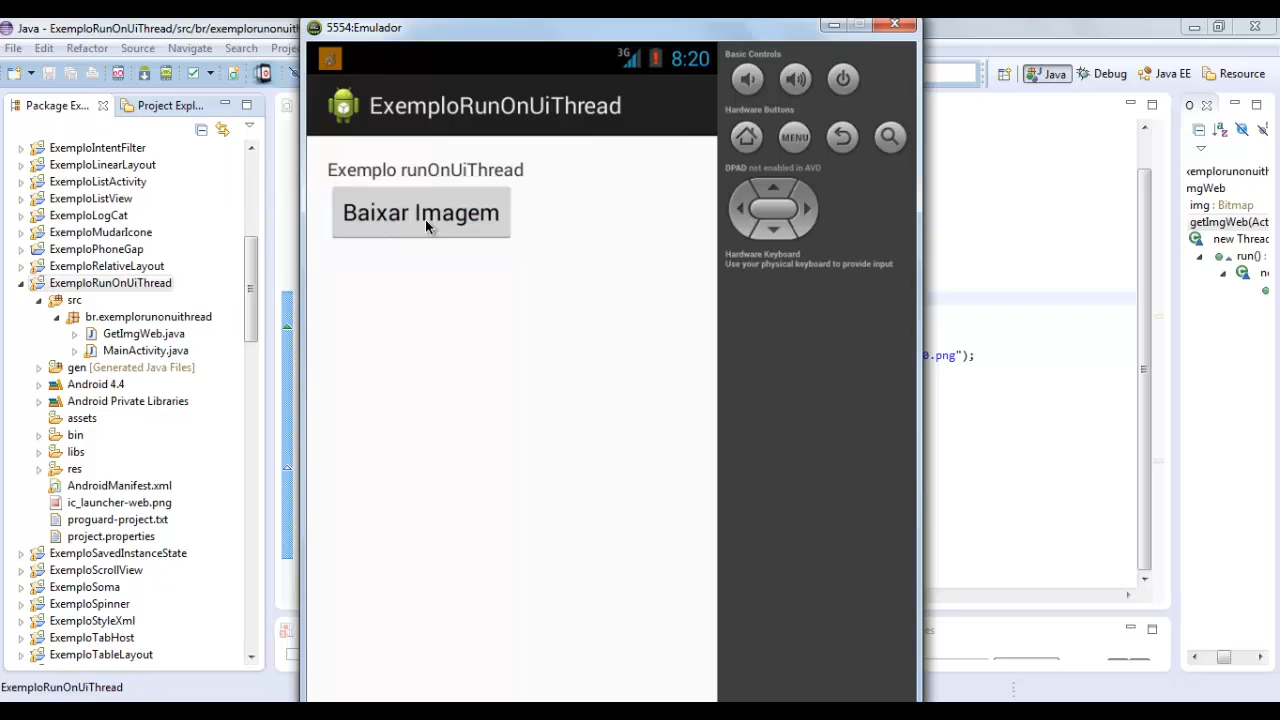 Java - ExemploRunOnUiThread/src/br/exemplorunonuith
5554:Emulador
File Edit Refactor Source Navigate Search
Java
Debug
Java EE
Resource
Package Ex...
Project Expl...
O
ExemploIntentFilter
ExemploLinearLayout
ExemploListActivity
ExemploListView
ExemploLogCat
ExemploMudarIcone
ExemploPhoneGap
ExemploRelativeLayout
ExemploRunOnUiThread
src
br.exemplorunonuithread
GetImgWeb.java
MainActivity.java
gen [Generated Java Files]
Android 4.4
Android Private Libraries
assets
bin
libs
res
AndroidManifest.xml
ic_launcher-web.png
proguard-project.txt
project.properties
ExemploSavedInstanceState
ExemploScrollView
ExemploSoma
ExemploSpinner
ExemploStyleXml
ExemploTabHost
ExemploTableLayout
ExemploRunOnUiThread
3G
8:20
ExemploRunOnUiThread
Exemplo runOnUiThread
Baixar Imagem
Basic Controls
Hardware Buttons
MENU
DPAD not enabled in AVD
Hardware Keyboard
Use your physical keyboard to provide input
0.png");
emplorunonuith
mgWeb
img : Bitmap
getImgWeb(Act
new Threac
run() :